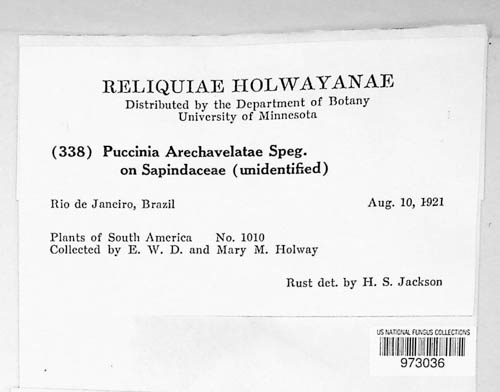 RELIQUIAE HOLWAYANAE
Distributed by the Department of Botany
University of Minnesota
(338) Puccinia Arechavelatae Speg.
on Sapindaceae (unidentified)
Rio de Janeiro, Brazil Aug. 10, 1921
Plants of South America No. 1010
Collected by E. W. D. and Mary M. Holway
Rust det. by H. S. Jackson
US NATIONAL FUNGUS COLLECTIONS
973036